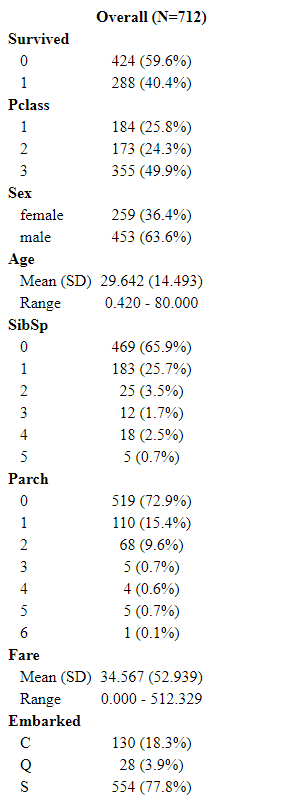 Overall (N=712)
Survived
0 424 (59.6%)
1 288 (40.4%)
Pclass
1 184 (25.8%)
2 173 (24.3%)
3 355 (49.9%)
Sex
female 259 (36.4%)
male 453 (63.6%)
Age
Mean (SD) 29.642 (14.493)
Range 0.420 - 80.000
SibSp
0 469 (65.9%)
1 183 (25.7%)
2 25 (3.5%)
3 12 (1.7%)
4 18 (2.5%)
5 5 (0.7%)
Parch
0 519 (72.9%)
1 110 (15.4%)
2 68 (9.6%)
3 5 (0.7%)
4 4 (0.6%)
5 5 (0.7%)
6 1 (0.1%)
Fare
Mean (SD) 34.567 (52.939)
Range 0.000 - 512.329
Embarked
C 130 (18.3%)
Q 28 (3.9%)
S 554 (77.8%)